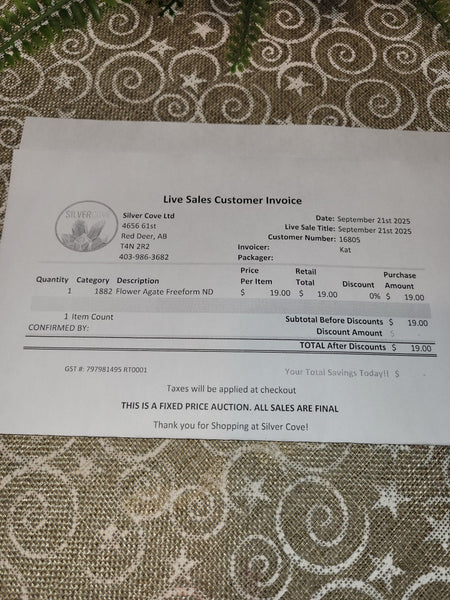 Live Sales Customer Invoice
SILVER COVE
Silver Cove Ltd
4656 61st
Red Deer, AB
T4N 2R2
403-986-3682
Date: September 21st 2025
Live Sale Title: September 21st 2025
Customer Number: 16805
Invoicer: Kat
Packager:
Quantity Category Description Price Per Item Retail Total Discount Purchase Amount
1 1882 Flower Agate Freeform ND $ 19.00 $ 19.00 0% $ 19.00
1 Item Count Subtotal Before Discounts $ 19.00
Discount Amount $ -
CONFIRMED BY:
TOTAL After Discounts $ 19.00
GST #: 797981495 RT0001
Your Total Savings Today!! $ -
Taxes will be applied at checkout
THIS IS A FIXED PRICE AUCTION. ALL SALES ARE FINAL
Thank you for Shopping at Silver Cove!